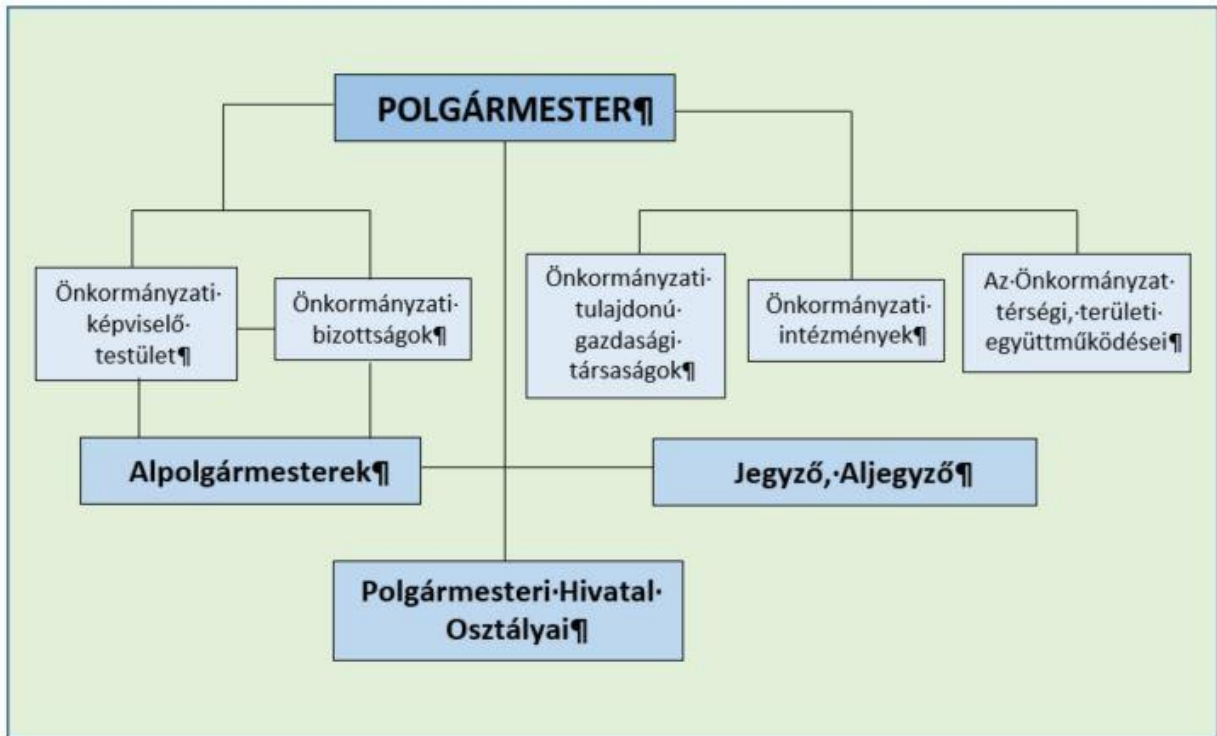 POLGÁRMESTER¶
Önkormányzati·
képviselő·
testület¶
Önkormányzati·
bizottságok¶
Önkormányzati·
tulajdonú·
gazdasági·
társaságok¶
Önkormányzati·
intézmények¶
Az·Önkormányzat·
térségi,·területi·
együttműködései¶
Alpolgármesterek¶
Jegyző,·Aljegyző¶
Polgármesteri·Hivatal·
Osztályai¶